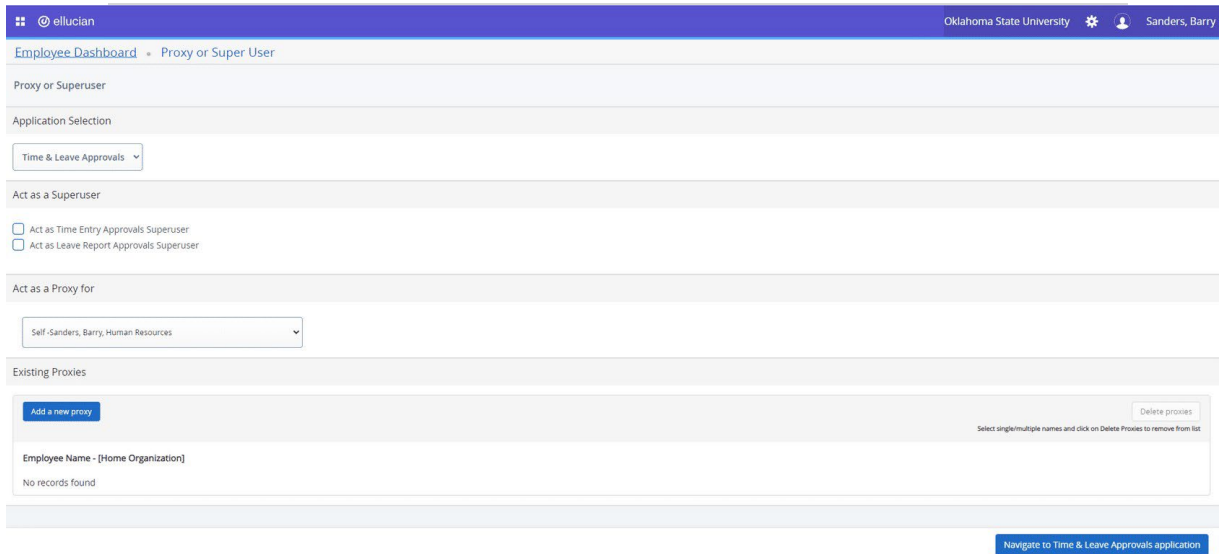 ellucian
Oklahoma State University
Sanders, Barry
Employee Dashboard • Proxy or Super User
Proxy or Superuser
Application Selection
Time & Leave Approvals
Act as a Superuser
Act as Time Entry Approvals Superuser
Act as Leave Report Approvals Superuser
Act as a Proxy for
Self -Sanders, Barry, Human Resources
Existing Proxies
Add a new proxy
Delete proxies
Select single/multiple names and click on Delete Proxies to remove from list
Employee Name - [Home Organization]
No records found
Navigate to Time & Leave Approvals application